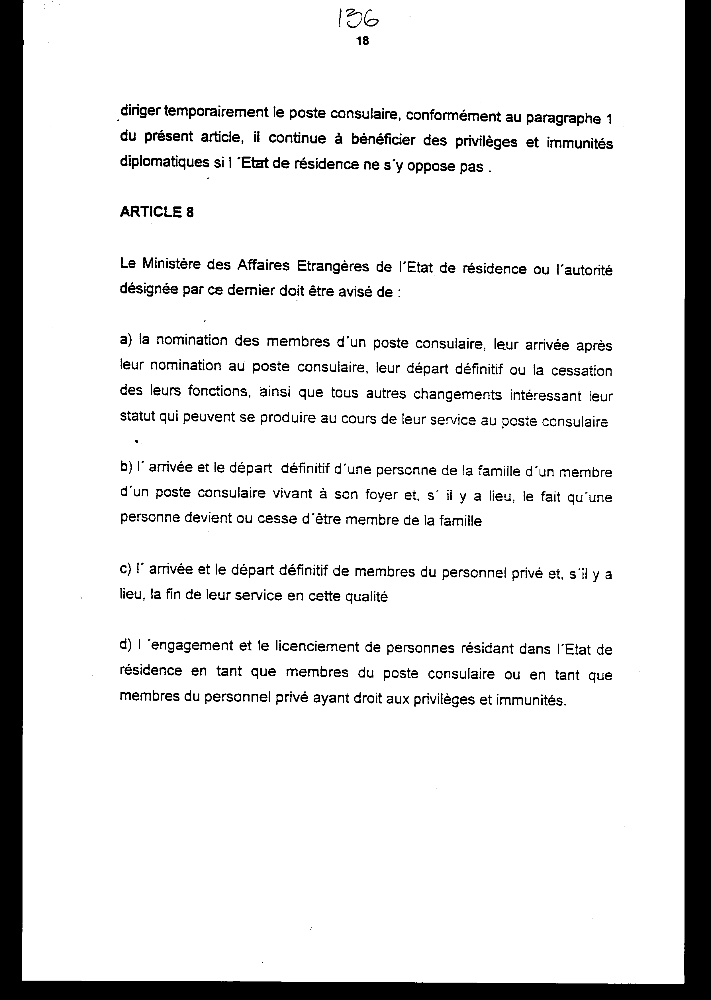 136
18
diriger temporairement le poste consulaire, conformément au paragraphe 1
du présent article, il continue à bénéficier des privilèges et immunités
diplomatiques si l ´Etat de résidence ne s´y oppose pas .
ARTICLE 8
Le Ministère des Affaires Etrangères de l´Etat de résidence ou l´autorité
désignée par ce dernier doit être avisé de :
a) la nomination des membres d´un poste consulaire, leur arrivée après
leur nomination au poste consulaire, leur départ définitif ou la cessation
des leurs fonctions, ainsi que tous autres changements intéressant leur
statut qui peuvent se produire au cours de leur service au poste consulaire
b) l´ arrivée et le départ définitif d´une personne de la famille d´un membre
d´un poste consulaire vivant à son foyer et, s´ il y a lieu, le fait qu´une
personne devient ou cesse d´être membre de la famille
c) l´ arrivée et le départ définitif de membres du personnel privé et, s´il y a
lieu, la fin de leur service en cette qualité
d) l ´engagement et le licenciement de personnes résidant dans l´Etat de
résidence en tant que membres du poste consulaire ou en tant que
membres du personnel privé ayant droit aux privilèges et immunités.